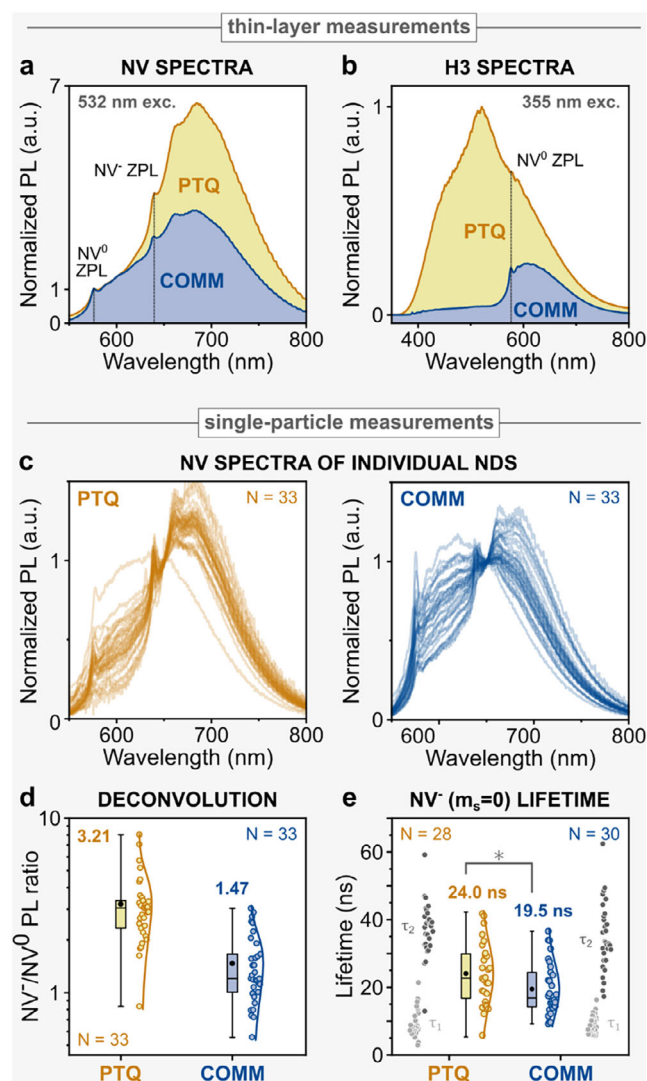 thin-layer measurements
a NV SPECTRA
532 nm exc.
NV⁻ ZPL
NV⁰
ZPL
PTQ
COMM
Normalized PL (a.u.)
7
1
0
600 700 800
Wavelength (nm)
b H3 SPECTRA
355 nm exc.
NV⁰ ZPL
PTQ
COMM
Normalized PL (a.u.)
1
0
400 500 600 700 800
Wavelength (nm)
single-particle measurements
c NV SPECTRA OF INDIVIDUAL NDS
PTQ N = 33
Normalized PL (a.u.)
1
0
600 700 800
Wavelength (nm)
COMM N = 33
Normalized PL (a.u.)
1
0
550 600 700 800
Wavelength (nm)
d DECONVOLUTION
N = 33
3.21
1.47
NV⁻/NV⁰ PL ratio
10
1
N = 33
PTQ COMM
e NV⁻ (mₛ=0) LIFETIME
N = 28 N = 30
*
24.0 ns
19.5 ns
τ₂
τ₁
τ₂
τ₁
Lifetime (ns)
60
40
20
0
PTQ COMM